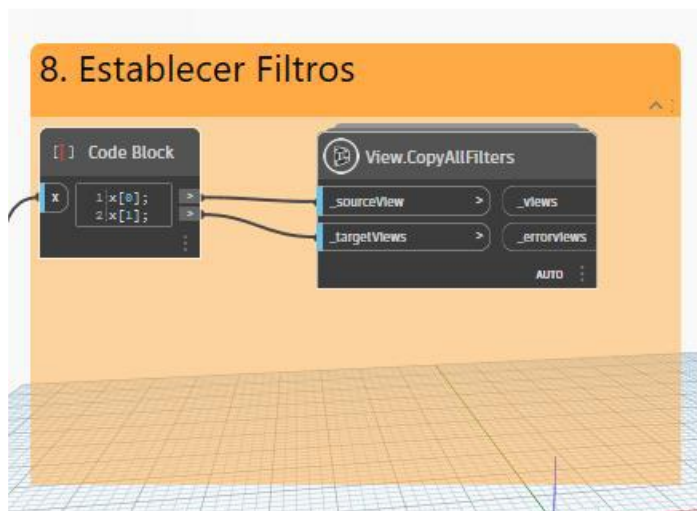 8. Establecer Filtros
Code Block
x
1 x[0]; >
2 x[1]; >
View.CopyAllFilters
_sourceView > _views
_targetViews > _errorviews
AUTO